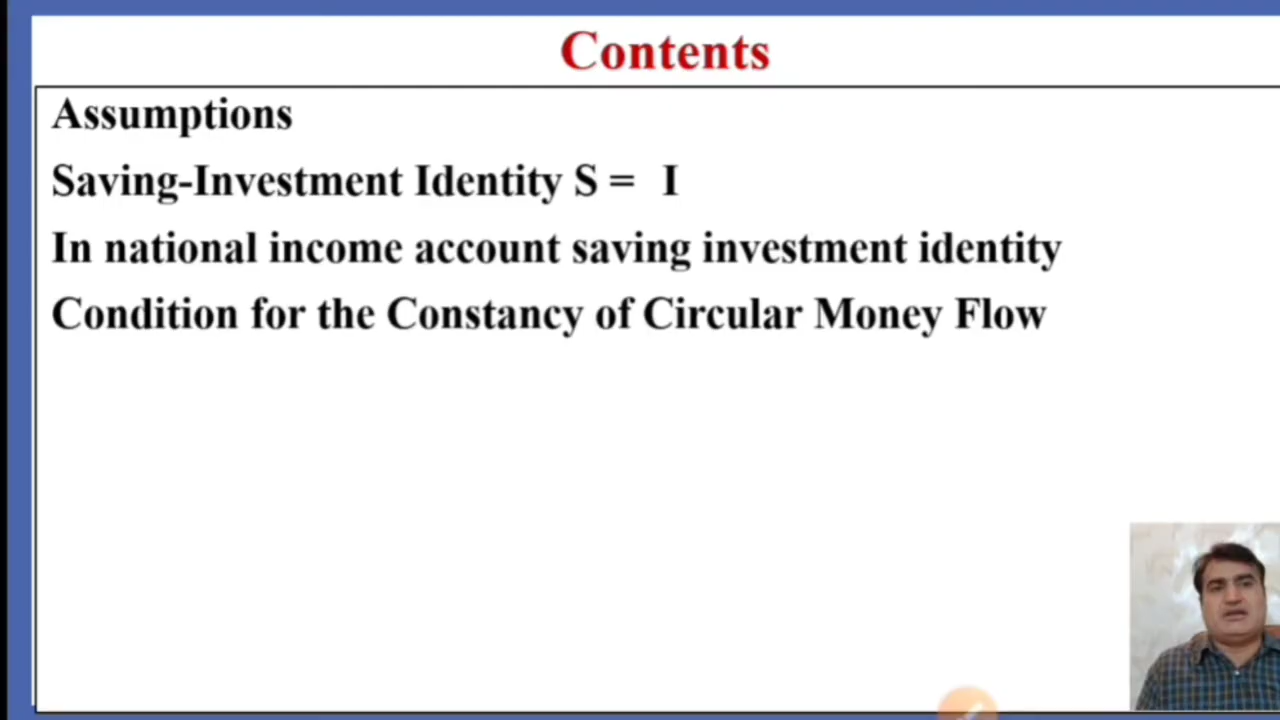 Contents
Assumptions
Saving-Investment Identity S = I
In national income account saving investment identity
Condition for the Constancy of Circular Money Flow